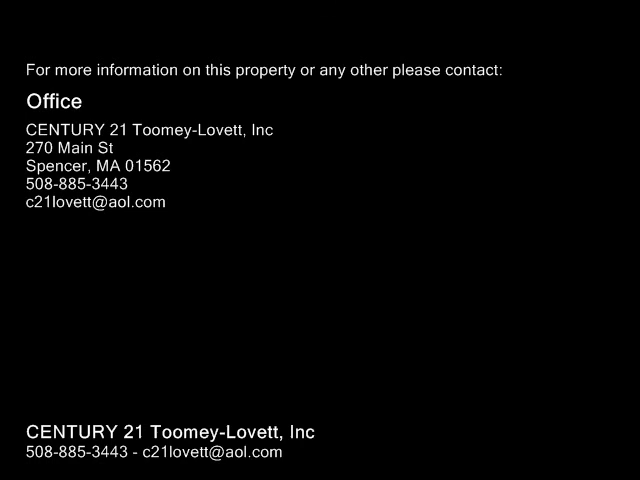 For more information on this property or any other please contact:
Office
CENTURY 21 Toomey-Lovett, Inc
270 Main St
Spencer, MA 01562
508-885-3443
c21lovett@aol.com
CENTURY 21 Toomey-Lovett, Inc
508-885-3443 - c21lovett@aol.com